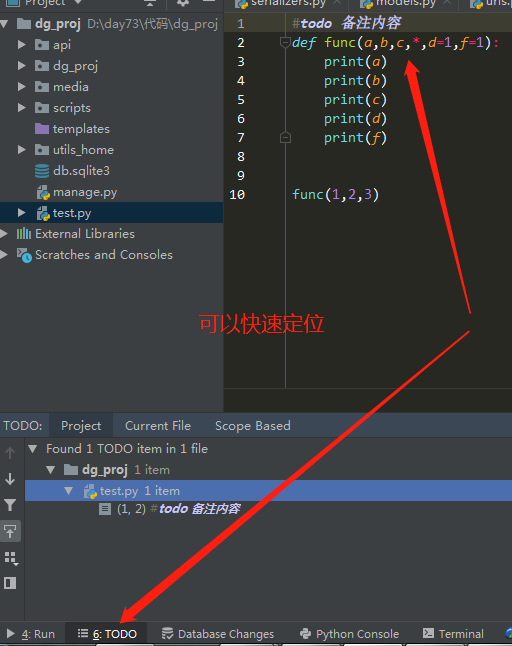 Project
serializers.py
models.py
urls.p
dg_proj D:\day73\代码\dg_proj
api
dg_proj
media
scripts
templates
utils_home
db.sqlite3
manage.py
test.py
External Libraries
Scratches and Consoles
1 #todo 备注内容
2 def func(a,b,c,*,d=1,f=1):
3 print(a)
4 print(b)
5 print(c)
6 print(d)
7 print(f)
8
9
10 func(1,2,3)
可以快速定位
TODO: Project Current File Scope Based
Found 1 TODO item in 1 file
dg_proj 1 item
test.py 1 item
(1, 2) #todo 备注内容
4: Run 6: TODO Database Changes Python Console Terminal